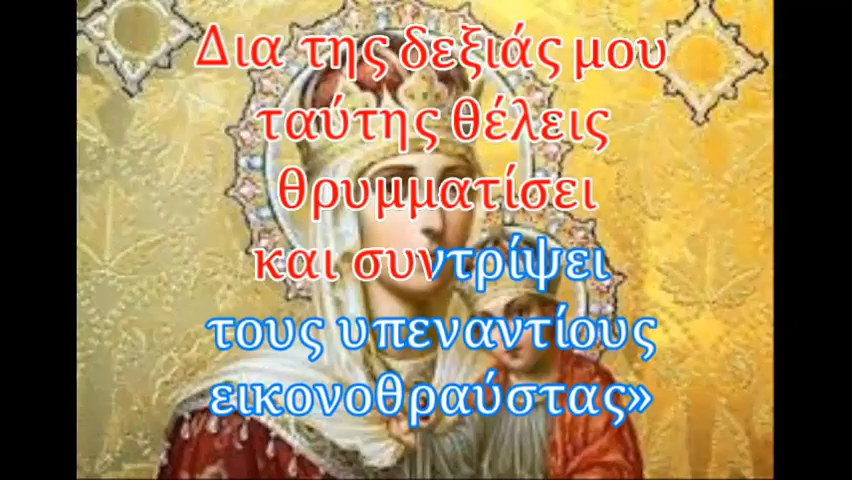 Δια της δεξιάς μου
ταύτης θέλεις
θρυμματίσει
και συντρίψει
τους υπεναντίους
εικονοθραύστας»